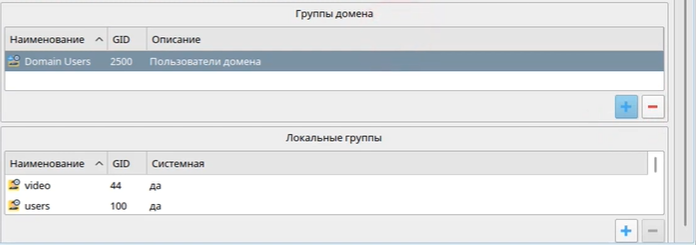 Группы домена
Наименование GID Описание
Domain Users 2500 Пользователи домена
Локальные группы
Наименование GID Системная
video 44 да
users 100 да